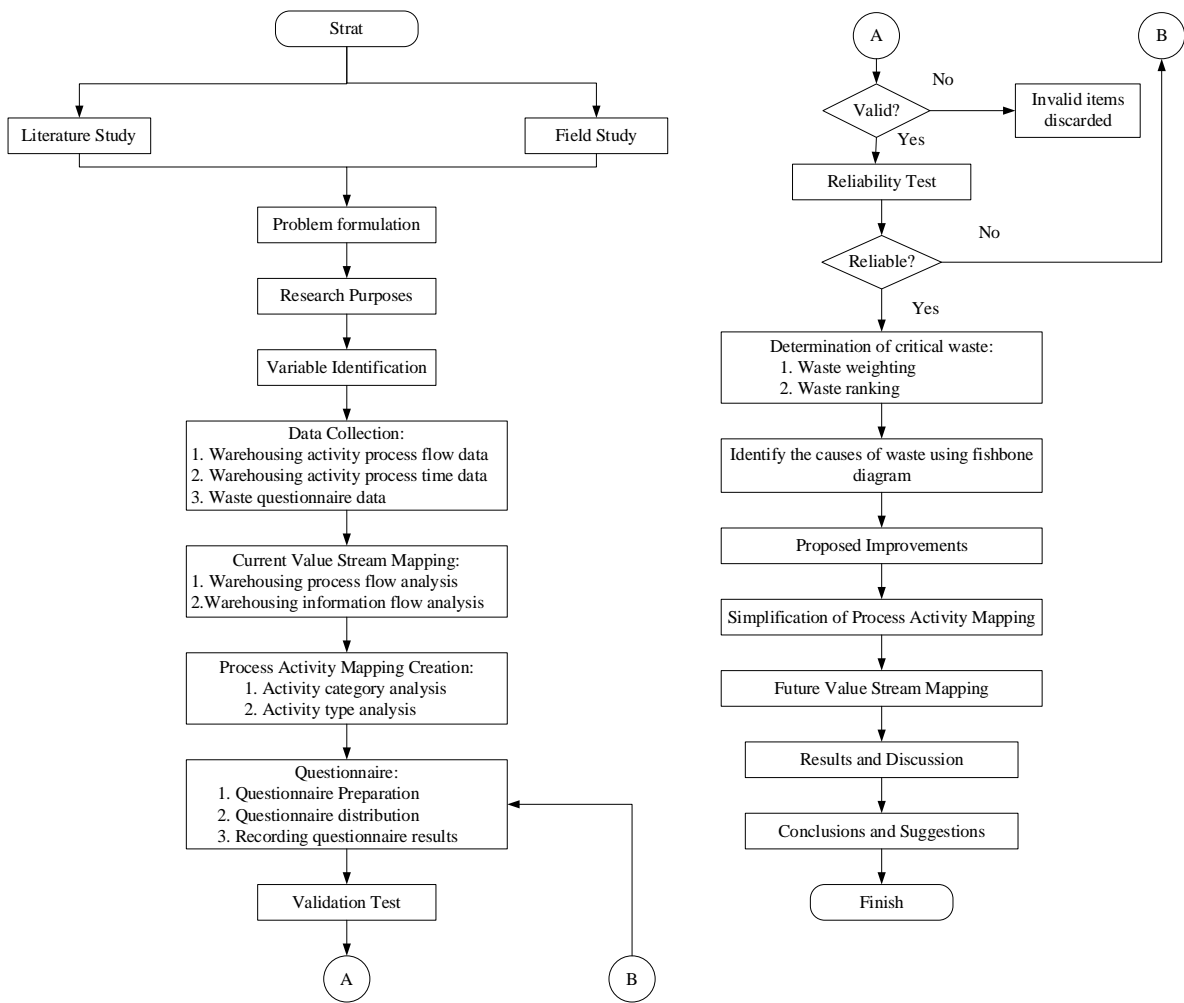 Strat
Literature Study
Field Study
Problem formulation
Research Purposes
Variable Identification
Data Collection:
1. Warehousing activity process flow data
2. Warehousing activity process time data
3. Waste questionnaire data
Current Value Stream Mapping:
1. Warehousing process flow analysis
2.Warehousing information flow analysis
Process Activity Mapping Creation:
1. Activity category analysis
2. Activity type analysis
Questionnaire:
1. Questionnaire Preparation
2. Questionnaire distribution
3. Recording questionnaire results
Validation Test
A
B
A
B
No
Valid?
Invalid items
discarded
Yes
Reliability Test
No
Reliable?
Yes
Determination of critical waste:
1. Waste weighting
2. Waste ranking
Identify the causes of waste using fishbone
diagram
Proposed Improvements
Simplification of Process Activity Mapping
Future Value Stream Mapping
Results and Discussion
Conclusions and Suggestions
Finish